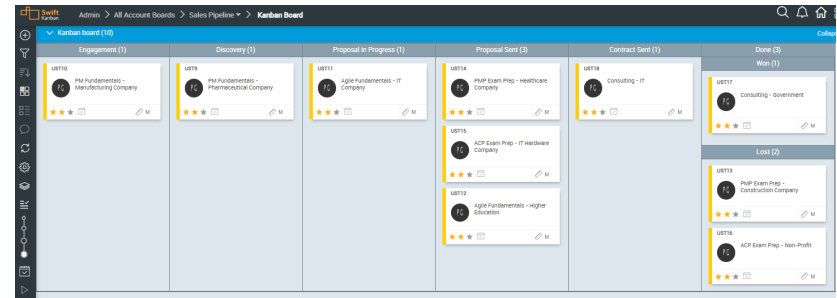 Swift
Kanban
Admin > All Account Boards > Sales Pipeline > Kanban Board
Kanban board (10)
Collap
Engagement (1)
Discovery (1)
Proposal in Progress (1)
Proposal Sent (3)
Contract Sent (1)
Done (3)
Won (1)
UST10
PG
PM Fundamentals -
Manufacturing Company
M
UST9
PG
PM Fundamentals -
Pharmaceutical Company
M
UST11
PG
Agile Fundamentals - IT
Company
M
UST14
PG
PMP Exam Prep - Healthcare
Company
M
UST15
PG
ACP Exam Prep - IT Hardware
Company
M
UST12
PG
Agile Fundamentals - Higher
Education
M
UST18
PG
Consulting - IT
M
UST17
PG
Consulting - Government
M
Lost (2)
UST13
PG
PMP Exam Prep -
Construction Company
M
UST16
PG
ACP Exam Prep - Non-Profit
M